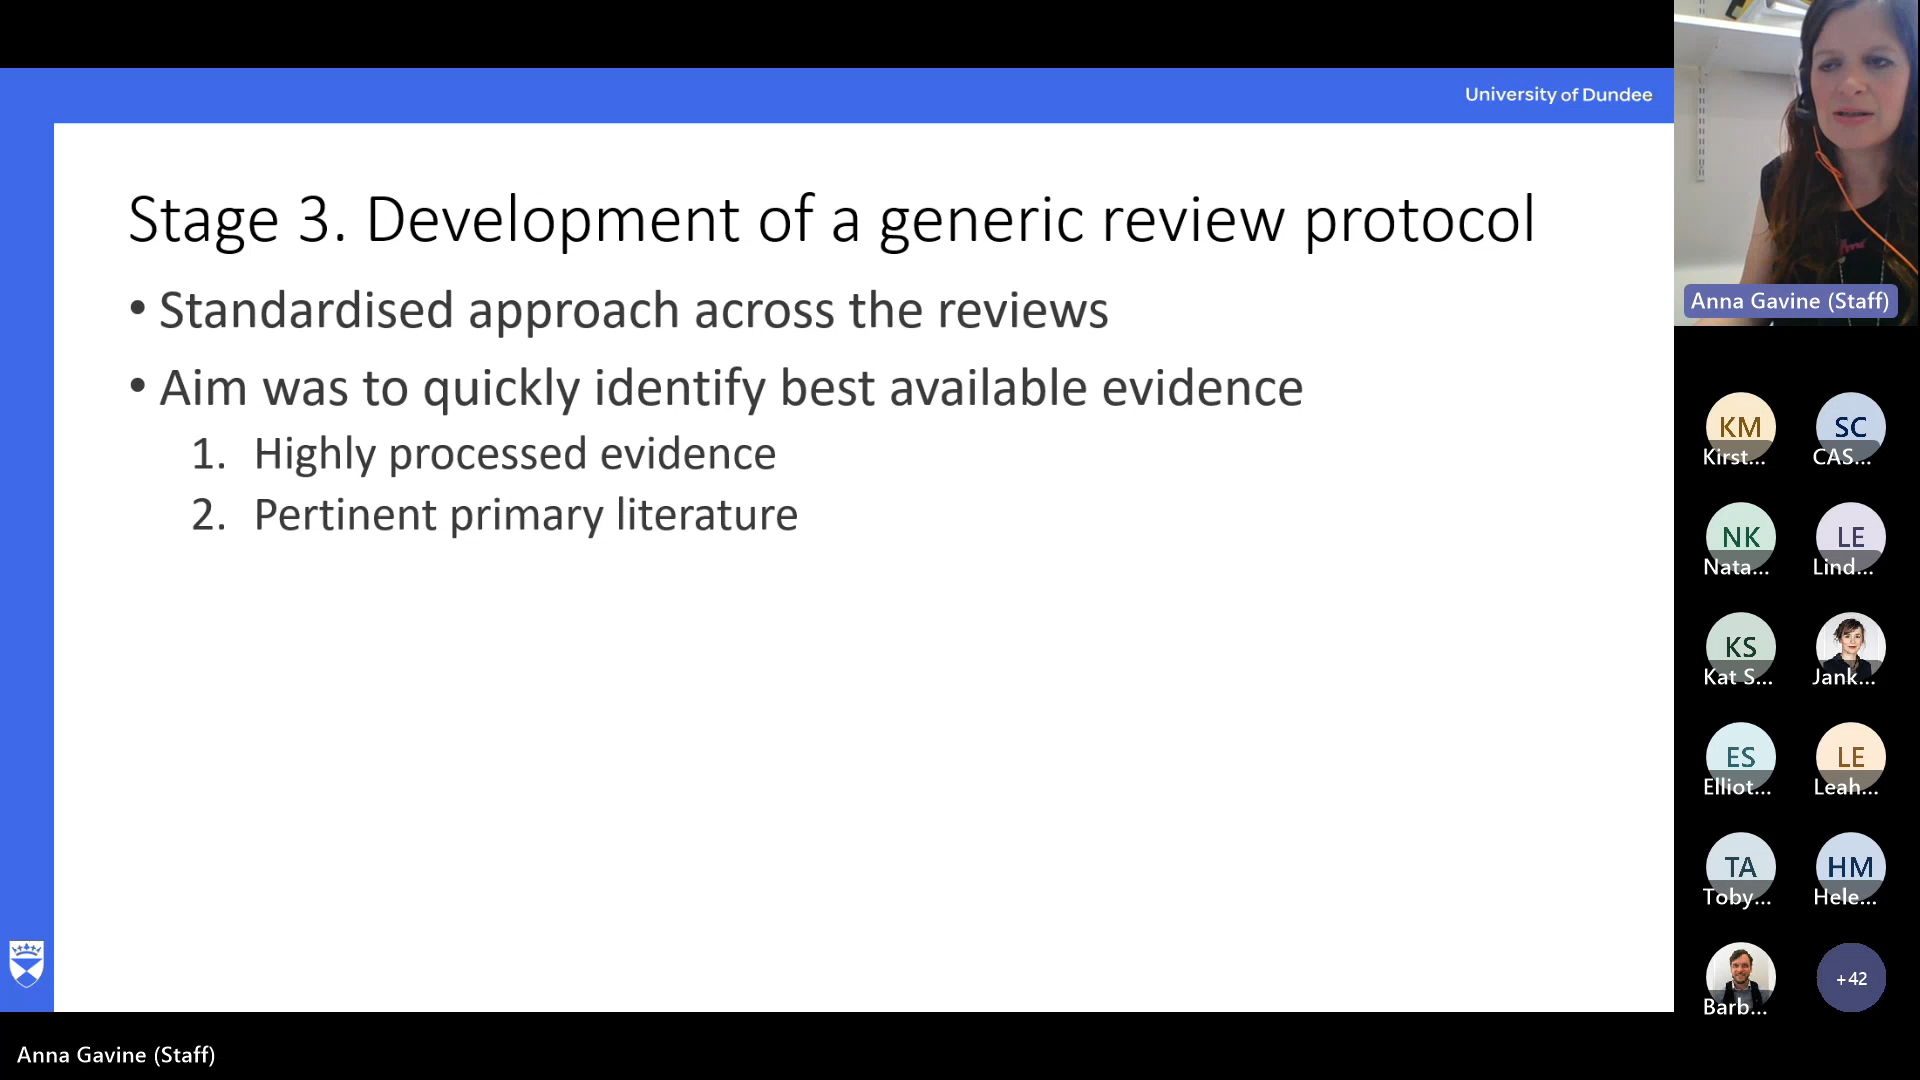 University of Dundee
Stage 3. Development of a generic review protocol
• Standardised approach across the reviews
• Aim was to quickly identify best available evidence
1. Highly processed evidence
2. Pertinent primary literature
Anna Gavine (Staff)
KM
Kirst...
SC
CAS...
NK
Nata...
LE
Lind...
KS
Kat S...
Jank...
ES
Elliot...
LE
Leah...
TA
Toby...
HM
Hele...
Barb...
+42
Anna Gavine (Staff)